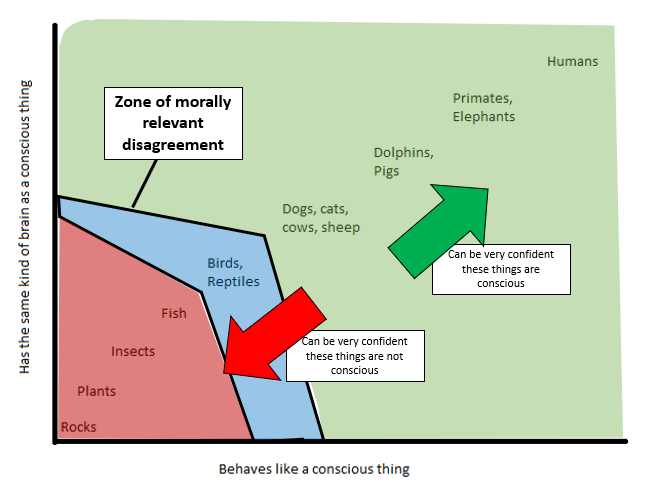 Humans
Primates,
Elephants
Zone of morally
relevant
disagreement
Dolphins,
Pigs
Dogs, cats,
cows, sheep
Can be very confident
these things are
conscious
Birds,
Reptiles
Fish
Can be very confident
these things are not
conscious
Insects
Plants
Rocks
Has the same kind of brain as a conscious thing
Behaves like a conscious thing